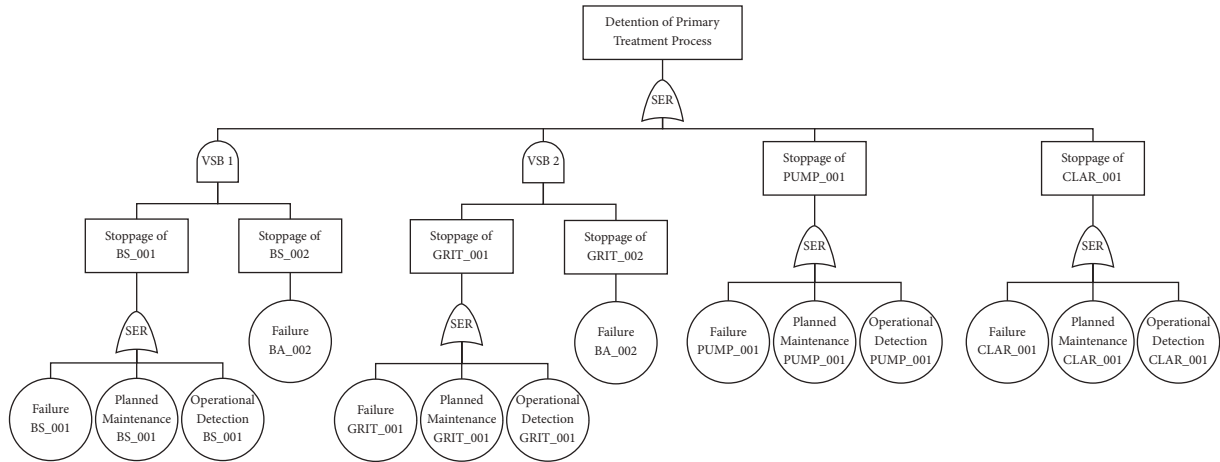 Detention of Primary
Treatment Process
SER
VSB 1
VSB 2
Stoppage of
PUMP_001
Stoppage of
CLAR_001
Stoppage of
BS_001
Stoppage of
BS_002
Stoppage of
GRIT_001
Stoppage of
GRIT_002
SER
SER
SER
Failure
BA_002
SER
Failure
BA_002
Failure
PUMP_001
Planned
Maintenance
PUMP_001
Operational
Detection
PUMP_001
Failure
CLAR_001
Planned
Maintenance
CLAR_001
Operational
Detection
CLAR_001
Failure
BS_001
Planned
Maintenance
BS_001
Operational
Detection
BS_001
Failure
GRIT_001
Planned
Maintenance
GRIT_001
Operational
Detection
GRIT_001